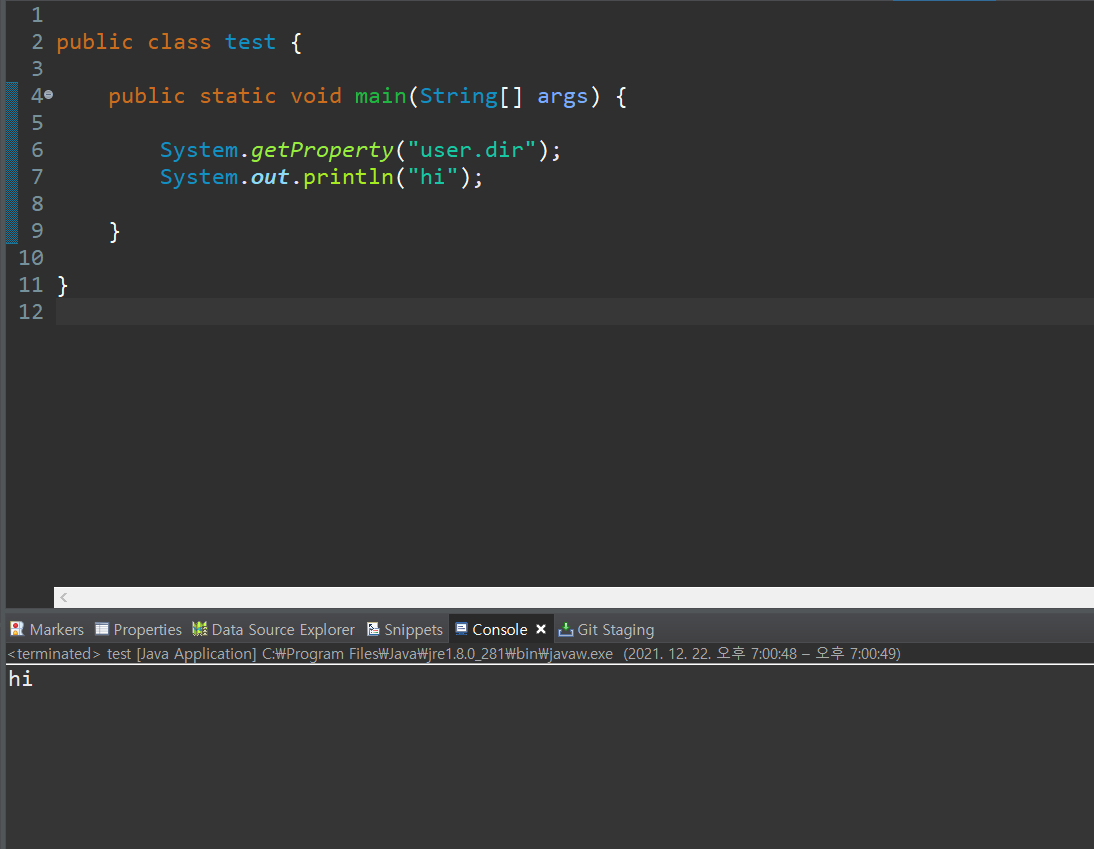 1
2 public class test {
3
4 public static void main(String[] args) {
5
6 System.getProperty("user.dir");
7 System.out.println("hi");
8
9 }
10
11 }
12
Markers Properties Data Source Explorer Snippets Console Git Staging
<terminated> test [Java Application] C:₩Program Files₩Java₩jre1.8.0_281₩bin₩javaw.exe (2021. 12. 22. 오후 7:00:48 – 오후 7:00:49)
hi